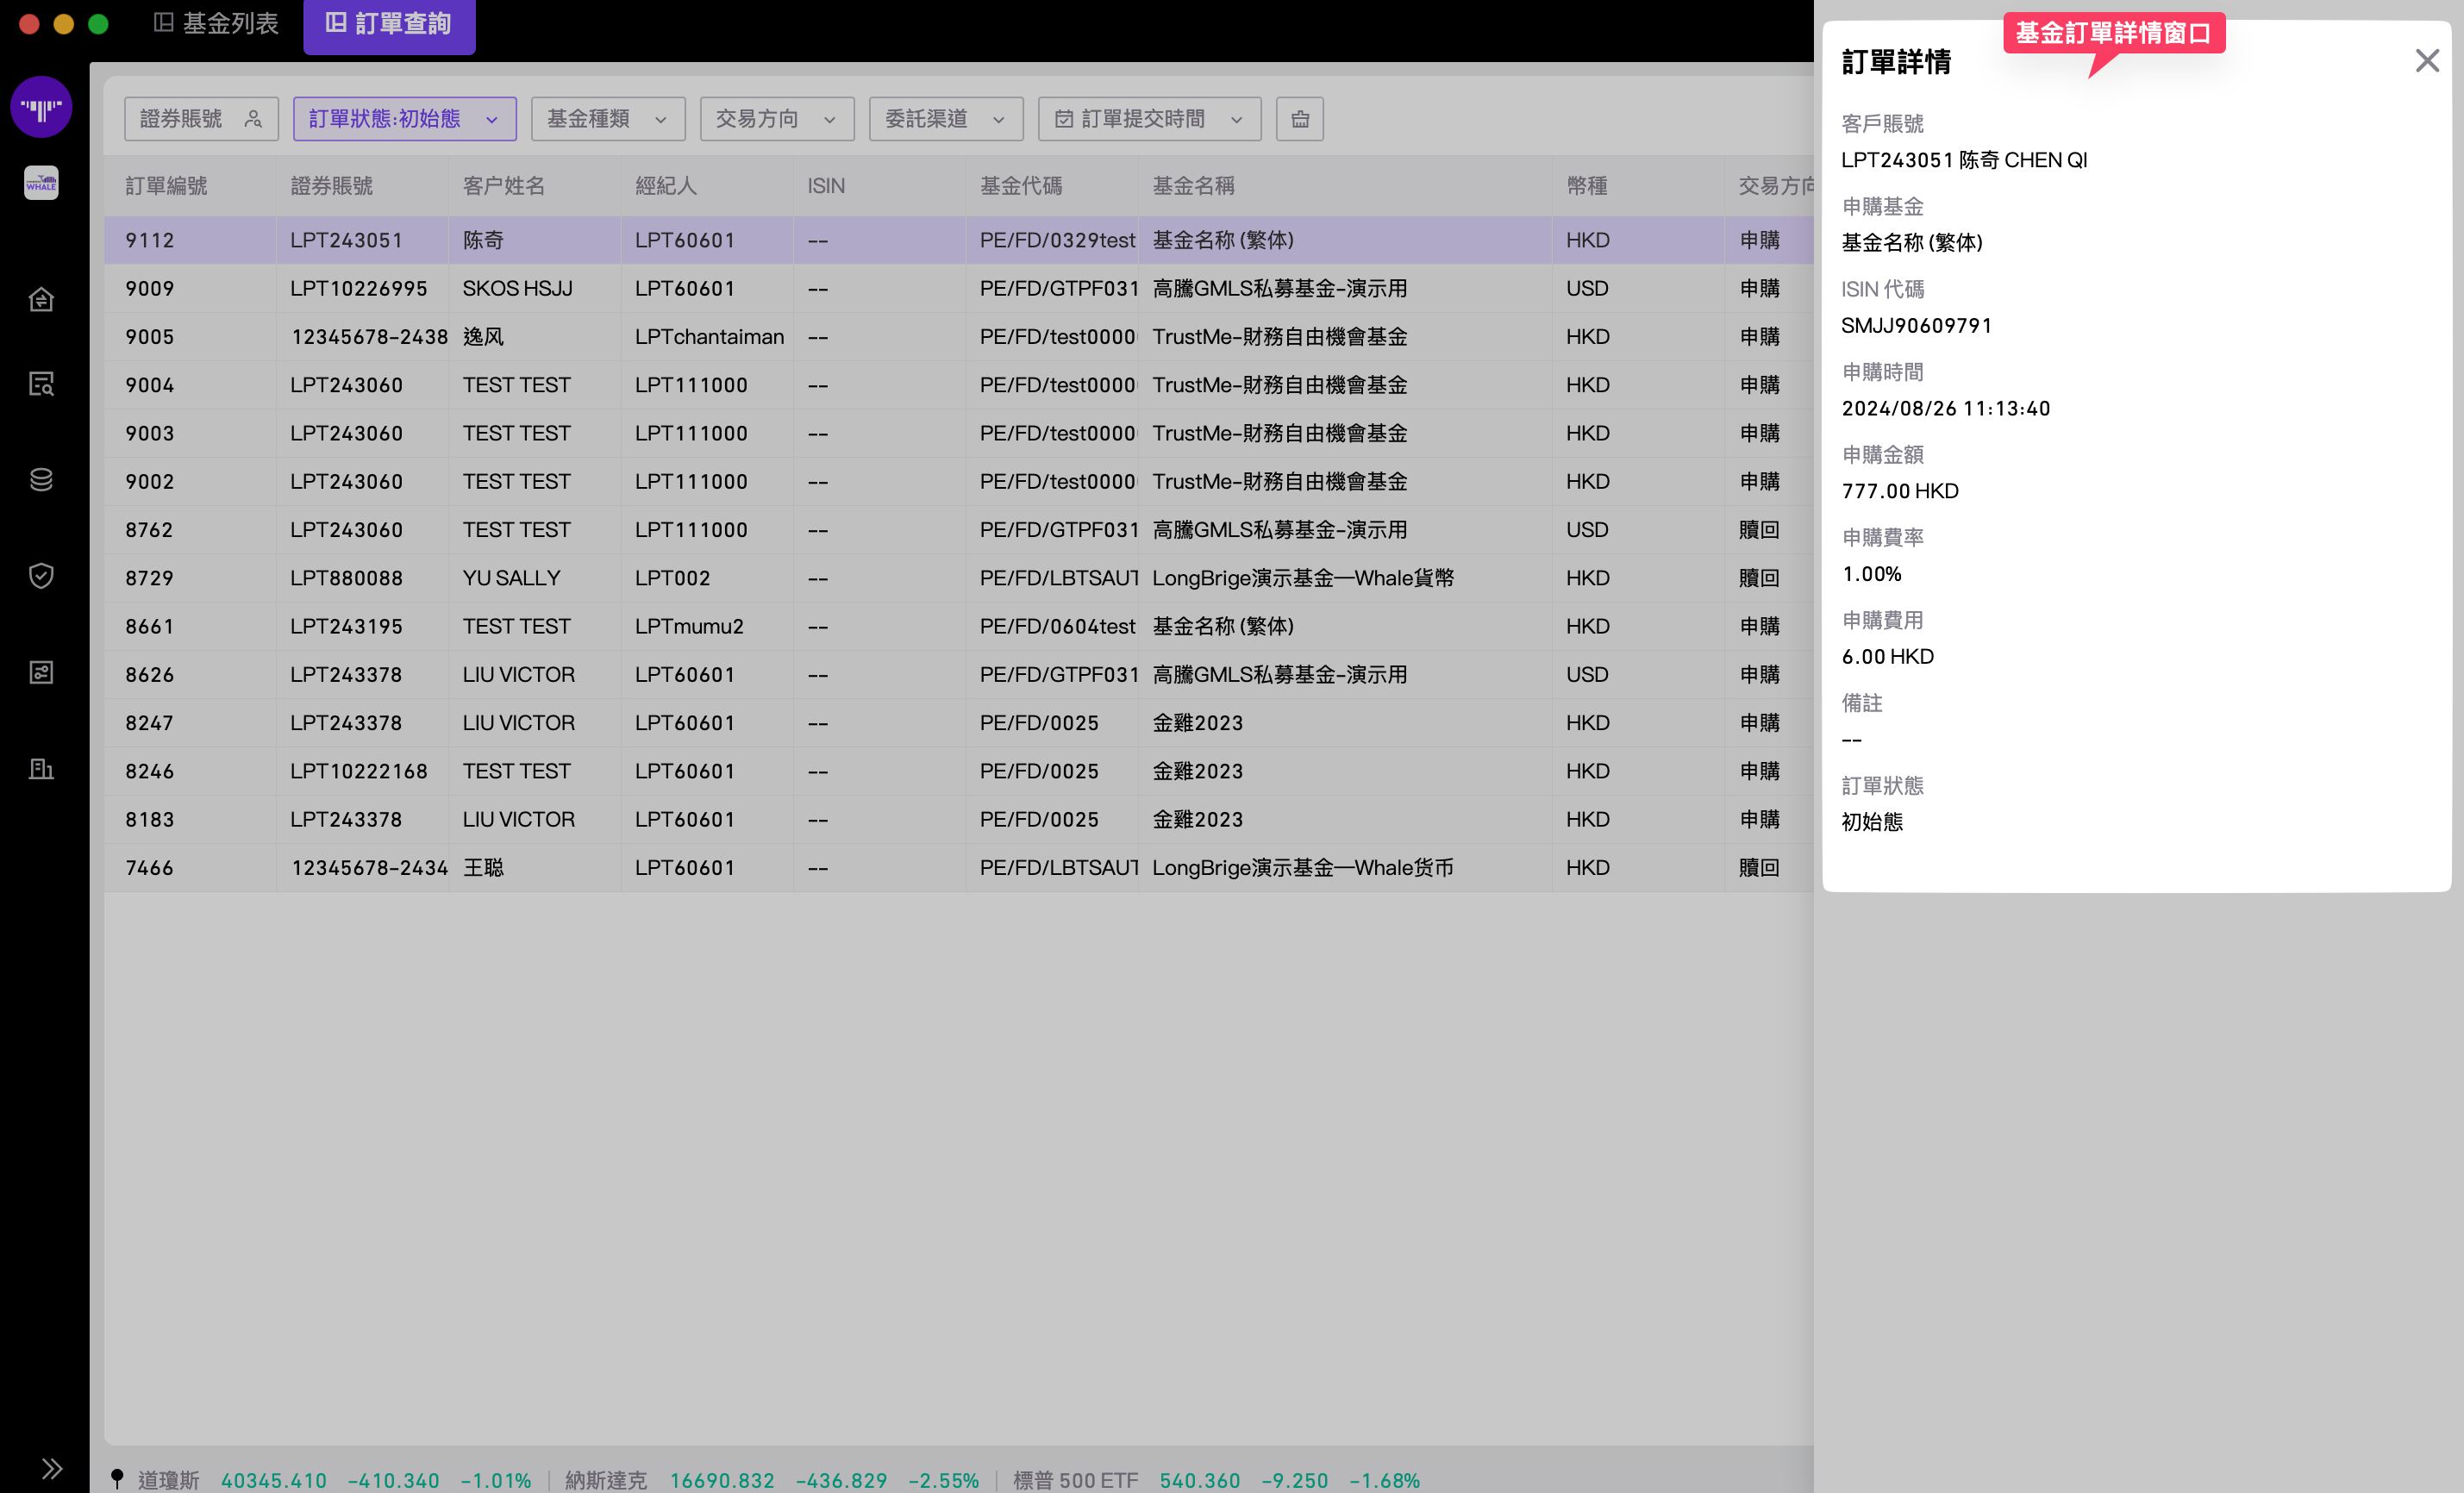 基金列表 訂單查詢
WHALE
證券賬號 訂單狀態:初始態 基金種類 交易方向 委託渠道 訂單提交時間
訂單編號 證券賬號 客户姓名 經紀人 ISIN 基金代碼 基金名稱 幣種 交易方向
9112 LPT243051 陈奇 LPT60601 -- PE/FD/0329test 基金名称 (繁体) HKD 申購
9009 LPT10226995 SKOS HSJJ LPT60601 -- PE/FD/GTPF031 高騰GMLS私募基金-演示用 USD 申購
9005 12345678-2438 逸风 LPTchantaiman -- PE/FD/test0000 TrustMe-財務自由機會基金 HKD 申購
9004 LPT243060 TEST TEST LPT111000 -- PE/FD/test0000 TrustMe-財務自由機會基金 HKD 申購
9003 LPT243060 TEST TEST LPT111000 -- PE/FD/test0000 TrustMe-財務自由機會基金 HKD 申購
9002 LPT243060 TEST TEST LPT111000 -- PE/FD/test0000 TrustMe-財務自由機會基金 HKD 申購
8762 LPT243060 TEST TEST LPT111000 -- PE/FD/GTPF031 高騰GMLS私募基金-演示用 USD 贖回
8729 LPT880088 YU SALLY LPT002 -- PE/FD/LBTSAUT LongBrige演示基金—Whale貨幣 HKD 贖回
8661 LPT243195 TEST TEST LPTmumu2 -- PE/FD/0604test 基金名称 (繁体) HKD 申購
8626 LPT243378 LIU VICTOR LPT60601 -- PE/FD/GTPF031 高騰GMLS私募基金-演示用 USD 申購
8247 LPT243378 LIU VICTOR LPT60601 -- PE/FD/0025 金雞2023 HKD 申購
8246 LPT10222168 TEST TEST LPT60601 -- PE/FD/0025 金雞2023 HKD 申購
8183 LPT243378 LIU VICTOR LPT60601 -- PE/FD/0025 金雞2023 HKD 申購
7466 12345678-2434 王聪 LPT60601 -- PE/FD/LBTSAUT LongBrige演示基金—Whale货币 HKD 贖回
道瓊斯 40345.410 -410.340 -1.01% 納斯達克 16690.832 -436.829 -2.55% 標普 500 ETF 540.360 -9.250 -1.68%
基金訂單詳情窗口
訂單詳情
客戶賬號
LPT243051 陈奇 CHEN QI
申購基金
基金名称 (繁体)
ISIN 代碼
SMJJ90609791
申購時間
2024/08/26 11:13:40
申購金額
777.00 HKD
申購費率
1.00%
申購費用
6.00 HKD
備註
--
訂單狀態
初始態